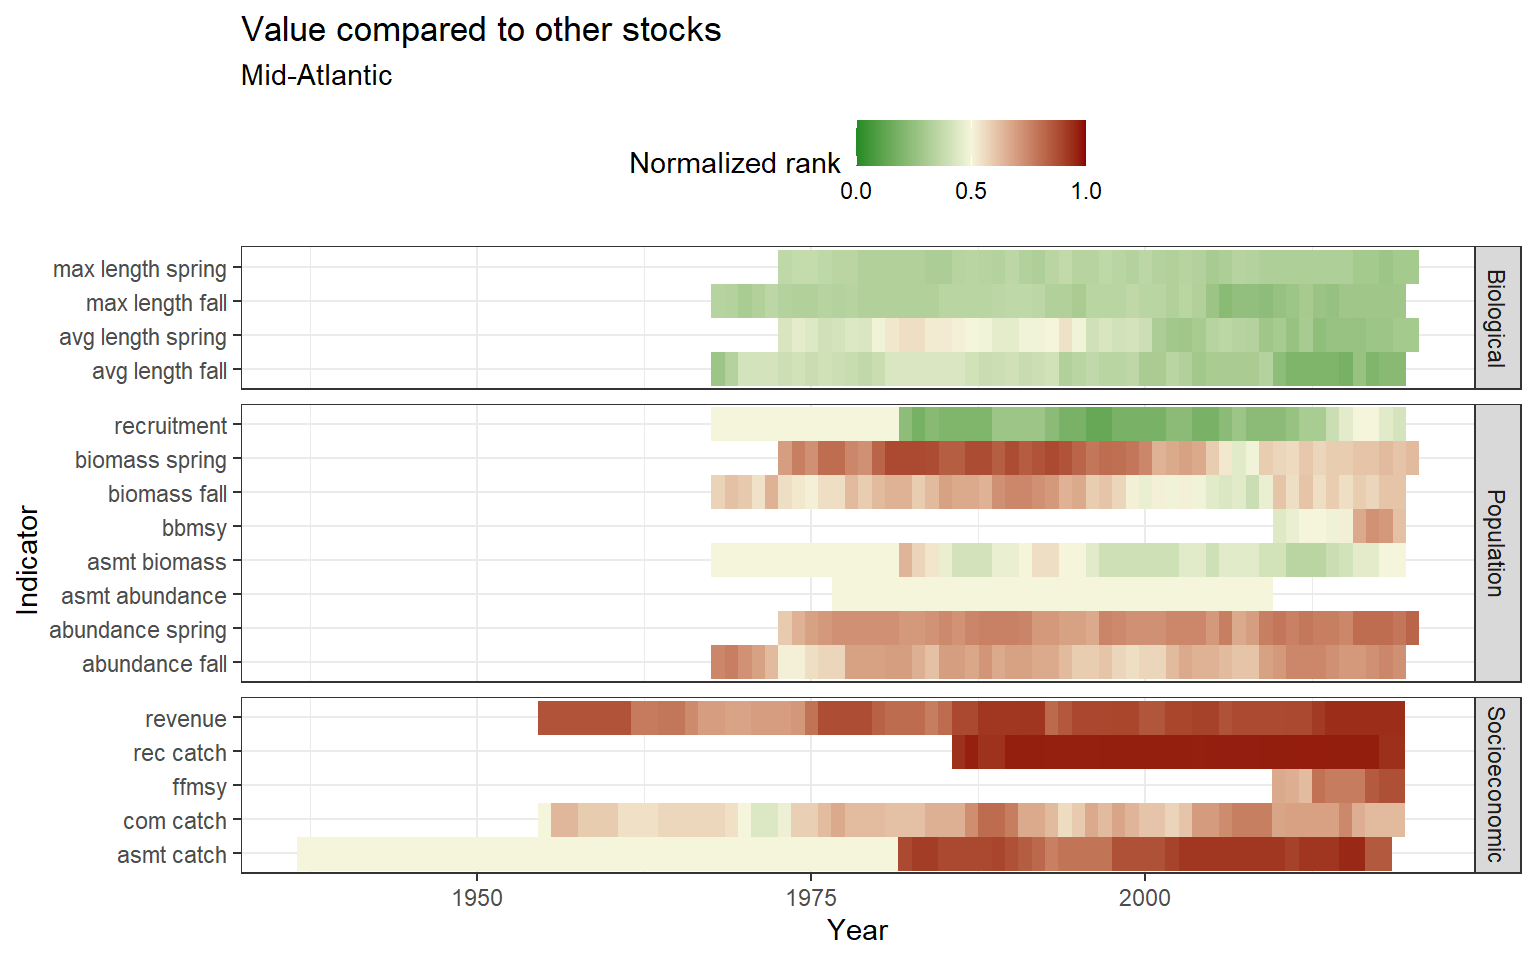 Value compared to other stocks
Mid-Atlantic
Normalized rank
0.0 0.5 1.0
max length spring
max length fall
avg length spring
avg length fall
Biological
recruitment
biomass spring
biomass fall
bbmsy
asmt biomass
asmt abundance
abundance spring
abundance fall
Population
revenue
rec catch
ffmsy
com catch
asmt catch
Socioeconomic
Indicator
1950 1975 2000
Year